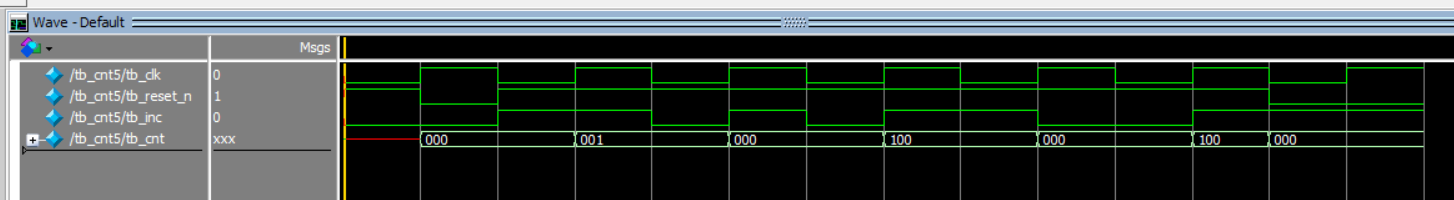 Wave - Default
Msgs
/tb_cnt5/tb_clk 0
/tb_cnt5/tb_reset_n 1
/tb_cnt5/tb_inc 0
/tb_cnt5/tb_cnt xxx 000 001 000 100 000 100 000